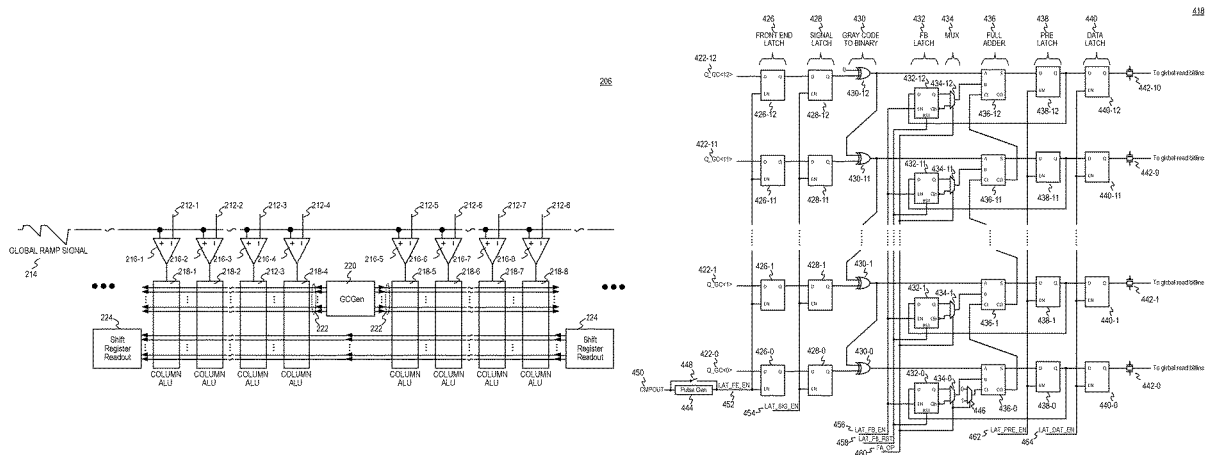 206
212-1 212-2 212-3 212-4 212-5 212-6 212-7 212-8
GLOBAL RAMP SIGNAL
214
216-1 216-2 216-3 216-4 216-5 216-6 216-7 216-8
218-1 218-2 212-3 218-4 220 218-5 218-6 218-7 218-8
GCGen
222 222
224 224
Shift Register Readout
Shift Register Readout
COLUMN ALU COLUMN ALU COLUMN ALU COLUMN ALU COLUMN ALU COLUMN ALU COLUMN ALU COLUMN ALU
418
426 428 430 432 434 436 438 440
FRONT END LATCH
SIGNAL LATCH
GRAY CODE TO BINARY
FB LATCH
MUX
FULL ADDER
PRE LATCH
DATA LATCH
422-12
Q_GC<12>
426-12 428-12 430-12 432-12 434-12 436-12 438-12 440-12 442-10
To global read bitline
422-11
Q_GC<11>
426-11 428-11 430-11 432-11 434-11 436-11 438-11 440-11 442-9
To global read bitline
422-1
Q_GC<1>
426-1 428-1 430-1 432-1 434-1 436-1 438-1 440-1 442-1
To global read bitline
422-0
Q_GC<0>
426-0 428-0 430-0 432-0 434-0 436-0 438-0 440-0 442-0
To global read bitline
450
CMPOUT
448
Pulse Gen
444
LAT_FE_EN
452
446
454
LAT_SIG_EN
456
LAT_FB_EN
458
LAT_FB_RST
460
FA_OP
462
LAT_PRE_EN
464
LAT_DAT_EN